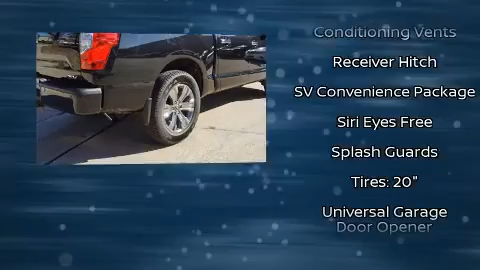 Conditioning Vents
Receiver Hitch
SV Convenience Package
Siri Eyes Free
Splash Guards
Tires: 20"
Universal Garage
Door Opener